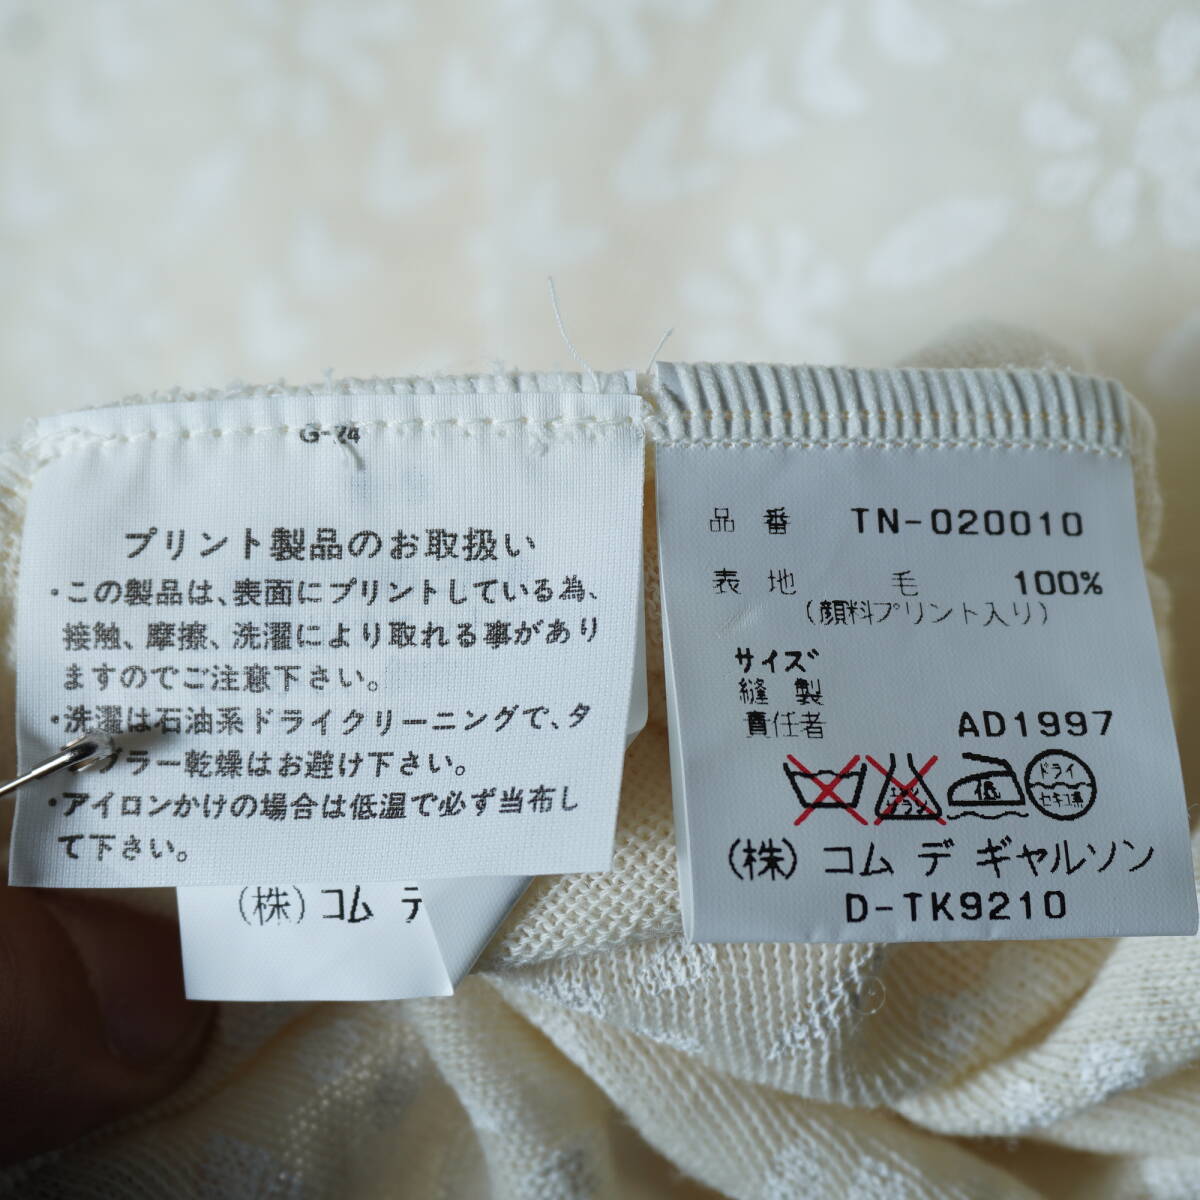 G-74
プリント製品のお取扱い
・この製品は、表面にプリントしている為、
接触、摩擦、洗濯により取れる事があり
ますのでご注意下さい。
・洗濯は石油系ドライクリーニングで、タ
ブラー乾燥はお避け下さい。
・アイロンかけの場合は低温で必ず当布し
て下さい。
(株)コム デ
品番 TN-020010
表地 毛 100%
(顔料プリント入り)
サイズ
縫製
責任者 AD1997
エンソ
サラシ
低
ドライ
セキユ系
(株) コム デ ギャルソン
D-TK9210